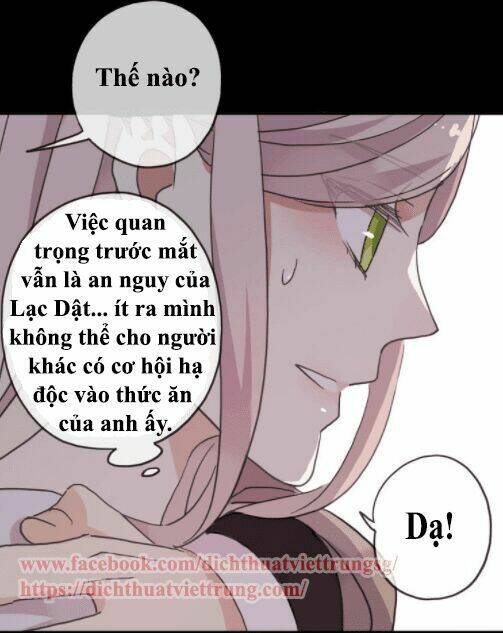 Thế nào?
Việc quan
trọng trước mắt
vẫn là an nguy của
Lạc Dật... ít ra mình
không thể cho người
khác có cơ hội hạ
độc vào thức ăn
của anh ấy.
Dạ!
www.facebook.com/dichthuatviettrungsg/
https://dichthuatviettrung.com/